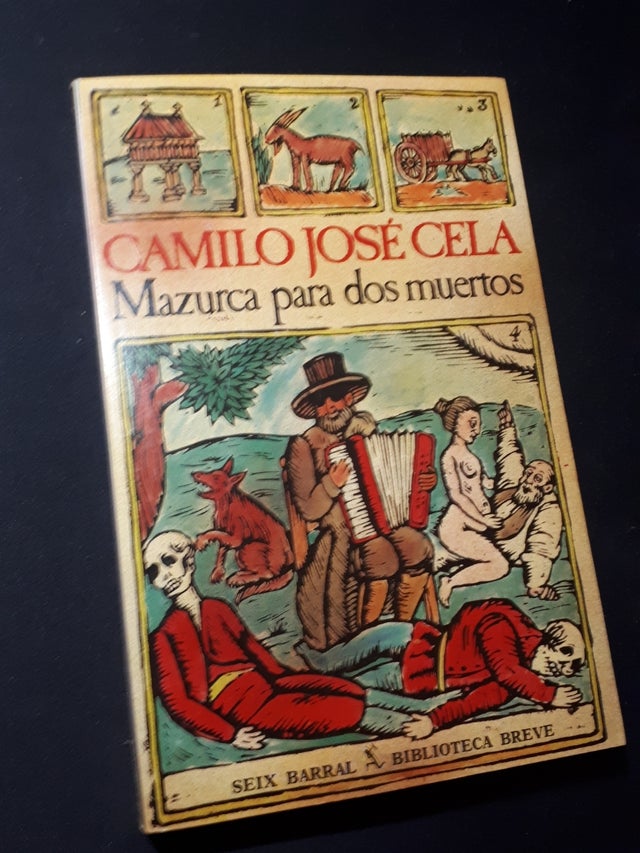 1 2 3
CAMILO JOSÉ CELA
Mazurca para dos muertos
4
SEIX BARRAL BIBLIOTECA BREVE